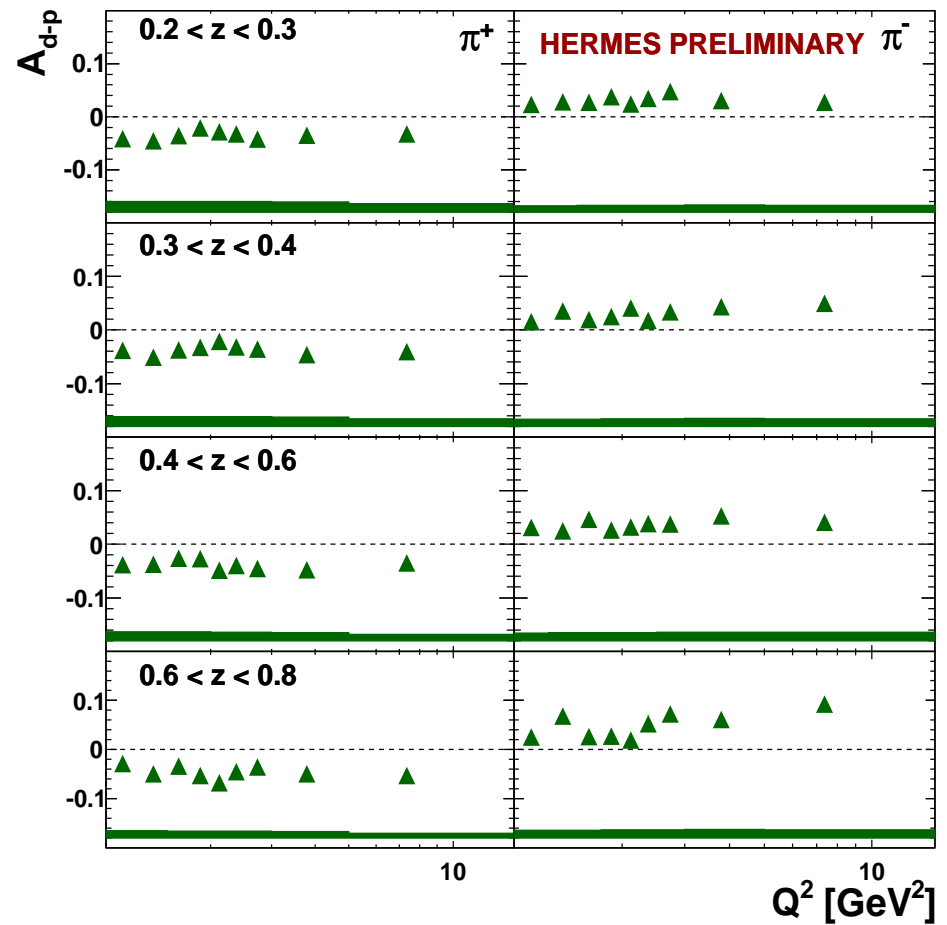 A_{d-p}
0.2 < z < 0.3
π⁺
HERMES PRELIMINARY π⁻
0.1
0
-0.1
0.3 < z < 0.4
0.1
0
-0.1
0.4 < z < 0.6
0.1
0
-0.1
0.6 < z < 0.8
0.1
0
-0.1
10
10
Q² [GeV²]